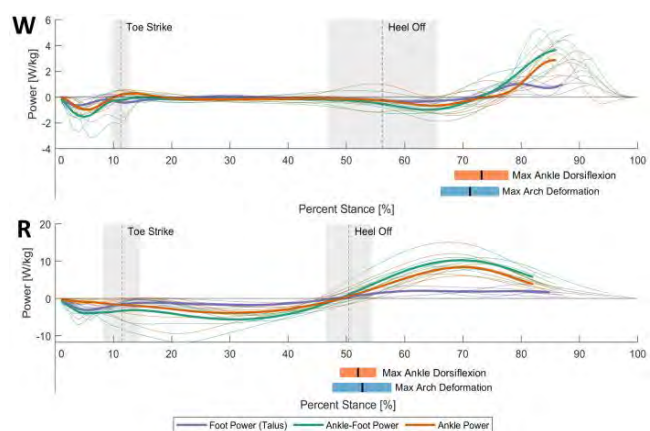 W
Toe Strike
Heel Off
Power [W/kg]
6
4
2
0
-2
-4
0 10 20 30 40 50 60 70 80 90 100
Max Ankle Dorsiflexion
Max Arch Deformation
Percent Stance [%]
R
Toe Strike
Heel Off
Power [W/kg]
20
10
0
-10
0 10 20 30 40 50 60 70 80 90 100
Max Ankle Dorsiflexion
Max Arch Deformation
Percent Stance [%]
Foot Power (Talus) Ankle-Foot Power Ankle Power